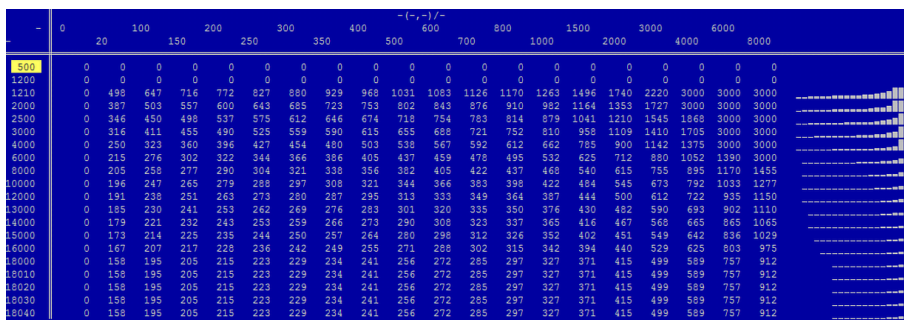 -(-,-)/-
- 0 100 200 300 400 600 800 1500 3000 6000
- 20 150 250 350 500 700 1000 2000 4000 8000
500 0 0 0 0 0 0 0 0 0 0 0 0 0 0 0 0 0 0 0 0
1200 0 0 0 0 0 0 0 0 0 0 0 0 0 0 0 0 0 0 0 0
1210 0 498 647 716 772 827 880 929 968 1031 1083 1126 1170 1263 1496 1740 2220 3000 3000 3000
2000 0 387 503 557 600 643 685 723 753 802 843 876 910 982 1164 1353 1727 3000 3000 3000
2500 0 346 450 498 537 575 612 646 674 718 754 783 814 879 1041 1210 1545 1868 3000 3000
3000 0 316 411 455 490 525 559 590 615 655 688 721 752 810 958 1109 1410 1705 3000 3000
4000 0 250 323 360 396 427 454 480 503 538 567 592 612 662 785 900 1142 1375 3000 3000
6000 0 215 276 302 322 344 366 386 405 437 459 478 495 532 625 712 880 1052 1390 3000
8000 0 205 258 277 290 304 321 338 356 382 405 422 437 468 540 615 755 895 1170 1455
10000 0 196 247 265 279 288 297 308 321 344 366 383 398 422 484 545 673 792 1033 1277
12000 0 191 238 251 263 273 280 287 295 313 333 349 364 387 444 500 612 722 935 1150
13000 0 185 230 241 253 262 269 276 283 301 320 335 350 376 430 482 590 693 902 1110
14000 0 179 221 232 243 253 259 266 273 290 308 323 337 365 416 467 568 665 865 1065
15000 0 173 214 225 235 244 250 257 264 280 298 312 326 352 402 451 549 642 836 1029
16000 0 167 207 217 228 236 242 249 255 271 288 302 315 342 394 440 529 625 803 975
18000 0 158 195 205 215 223 229 234 241 256 272 285 297 327 371 415 499 589 757 912
18010 0 158 195 205 215 223 229 234 241 256 272 285 297 327 371 415 499 589 757 912
18020 0 158 195 205 215 223 229 234 241 256 272 285 297 327 371 415 499 589 757 912
18030 0 158 195 205 215 223 229 234 241 256 272 285 297 327 371 415 499 589 757 912
18040 0 158 195 205 215 223 229 234 241 256 272 285 297 327 371 415 499 589 757 912